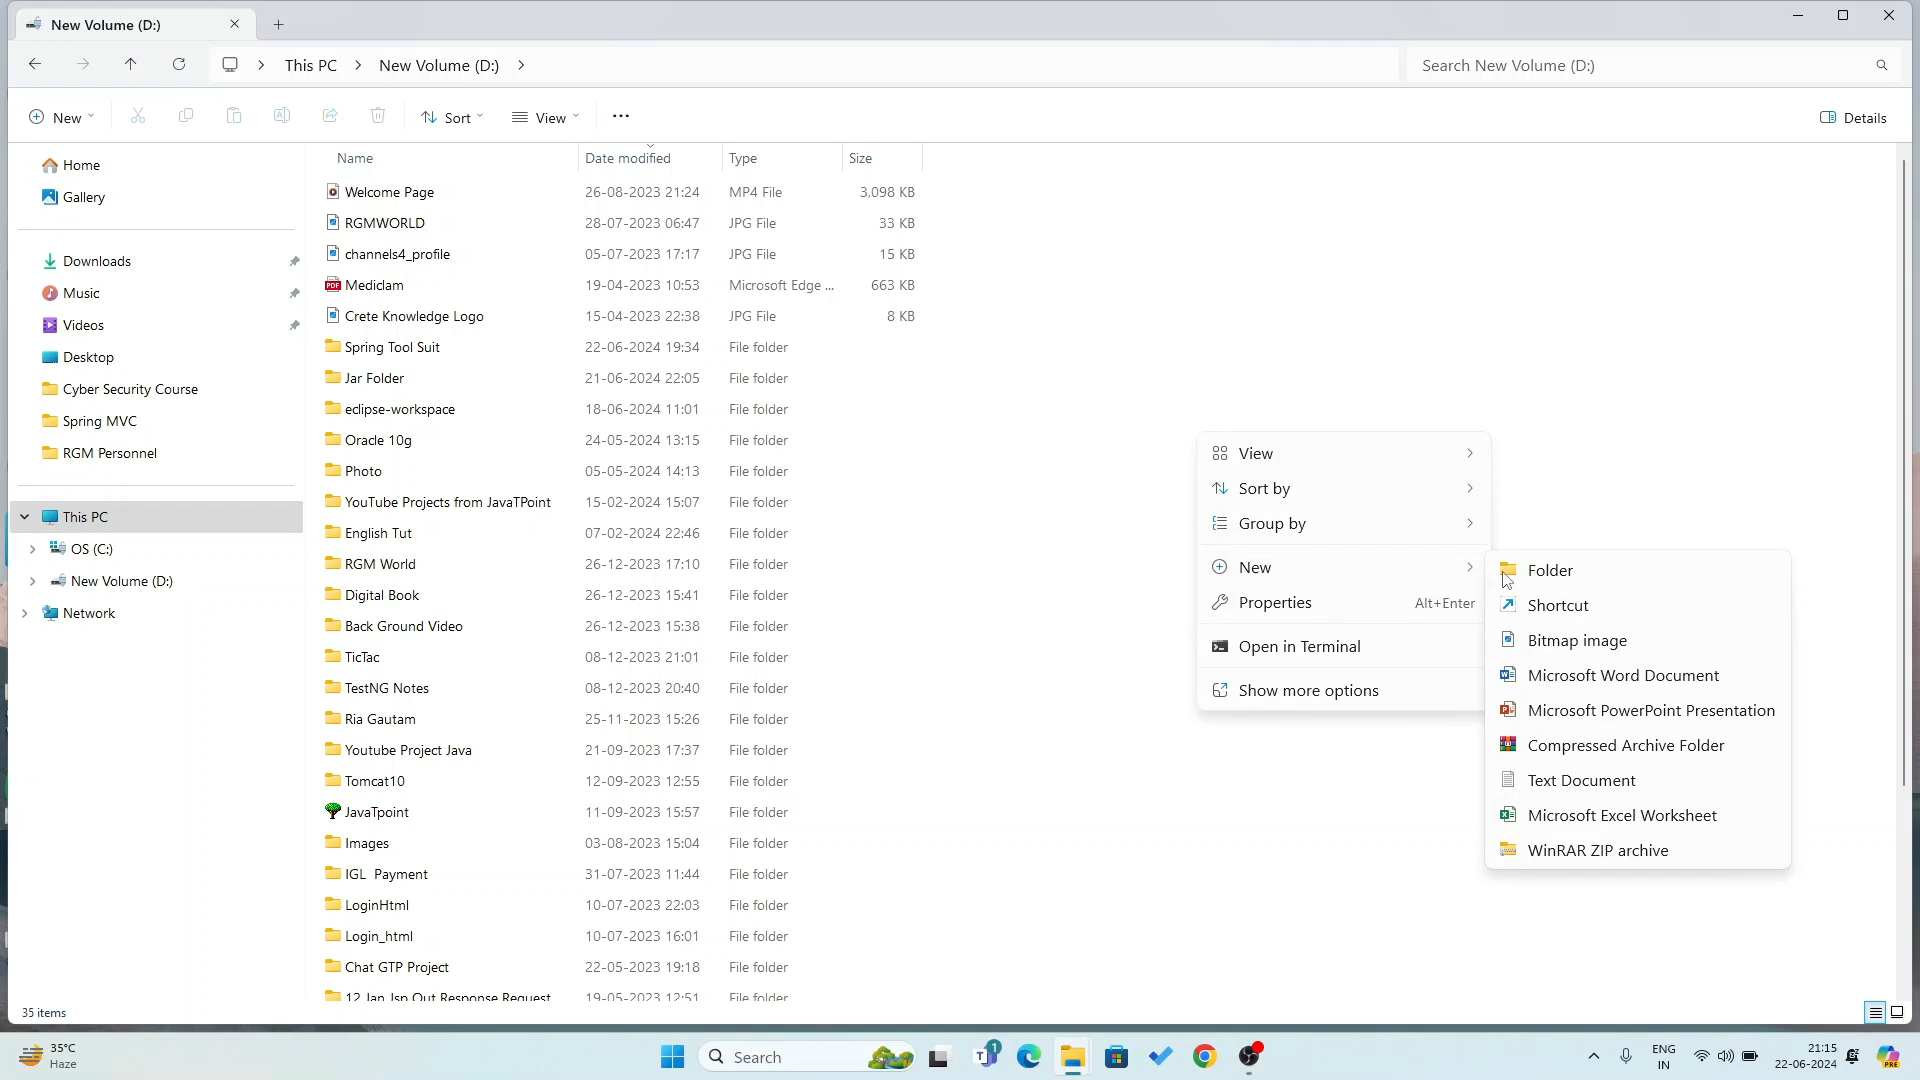 New Volume (D:)
This PC > New Volume (D:) >
Search New Volume (D:)
New
Sort
View
Details
Home
Gallery
Downloads
Music
Videos
Desktop
Cyber Security Course
Spring MVC
RGM Personnel
This PC
OS (C:)
New Volume (D:)
Network
Name Date modified Type Size
Welcome Page 26-08-2023 21:24 MP4 File 3,098 KB
RGMWORLD 28-07-2023 06:47 JPG File 33 KB
channels4_profile 05-07-2023 17:17 JPG File 15 KB
Mediclam 19-04-2023 10:53 Microsoft Edge ... 663 KB
Crete Knowledge Logo 15-04-2023 22:38 JPG File 8 KB
Spring Tool Suit 22-06-2024 19:34 File folder
Jar Folder 21-06-2024 22:05 File folder
eclipse-workspace 18-06-2024 11:01 File folder
Oracle 10g 24-05-2024 13:15 File folder
Photo 05-05-2024 14:13 File folder
YouTube Projects from JavaTPoint 15-02-2024 15:07 File folder
English Tut 07-02-2024 22:46 File folder
RGM World 26-12-2023 17:10 File folder
Digital Book 26-12-2023 15:41 File folder
Back Ground Video 26-12-2023 15:38 File folder
TicTac 08-12-2023 21:01 File folder
TestNG Notes 08-12-2023 20:40 File folder
Ria Gautam 25-11-2023 15:26 File folder
Youtube Project Java 21-09-2023 17:37 File folder
Tomcat10 12-09-2023 12:55 File folder
JavaTpoint 11-09-2023 15:57 File folder
Images 03-08-2023 15:04 File folder
IGL Payment 31-07-2023 11:44 File folder
LoginHtml 10-07-2023 22:03 File folder
Login_html 10-07-2023 16:01 File folder
Chat GTP Project 22-05-2023 19:18 File folder
12 Jan Jsp Out Response Request 19-05-2023 12:51 File folder
View
Sort by
Group by
New
Properties Alt+Enter
Open in Terminal
Show more options
Folder
Shortcut
Bitmap image
Microsoft Word Document
Microsoft PowerPoint Presentation
Compressed Archive Folder
Text Document
Microsoft Excel Worksheet
WinRAR ZIP archive
35 items
35°C
Haze
Search
1
ENG
IN
21:15
22-06-2024
PRE